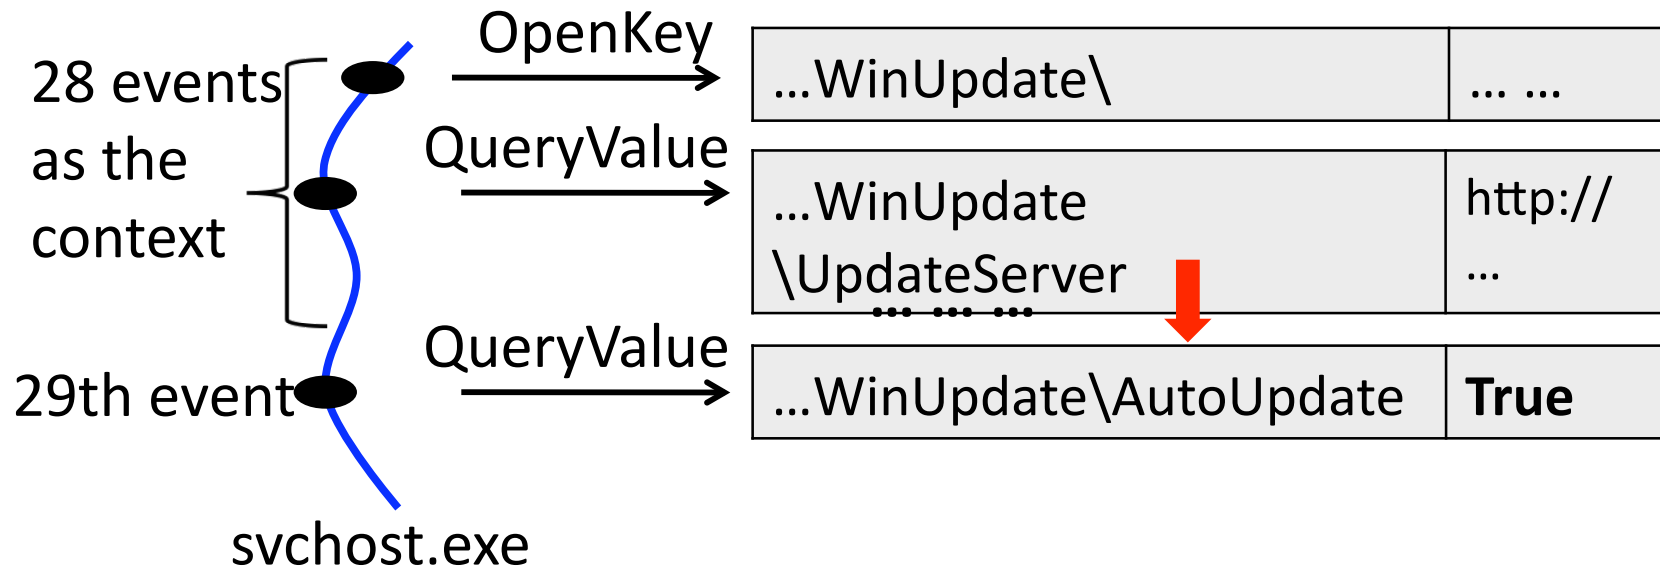 28 events
as the
context
29th event
svchost.exe
OpenKey
...WinUpdate\
... ...
QueryValue
...WinUpdate
\UpdateServer
http://
...
... ... ...
QueryValue
...WinUpdate\AutoUpdate
True